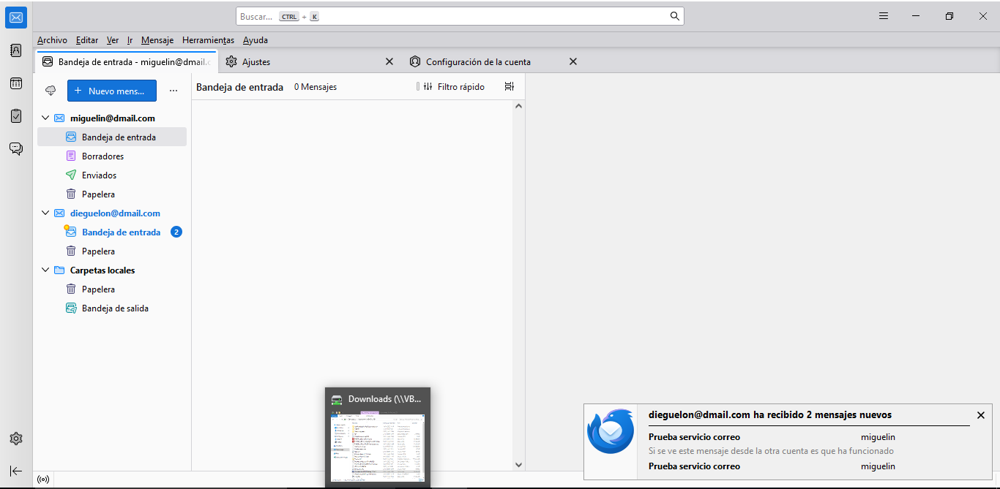 Buscar... CTRL + K
Archivo Editar Ver Ir Mensaje Herramientas Ayuda
Bandeja de entrada - miguelin@dmail.c Ajustes Configuración de la cuenta
+ Nuevo mens... ...
Bandeja de entrada 0 Mensajes Filtro rápido
miguelin@dmail.com
Bandeja de entrada
Borradores
Enviados
Papelera
dieguelon@dmail.com
Bandeja de entrada 2
Papelera
Carpetas locales
Papelera
Bandeja de salida
Downloads (\\VB...
dieguelon@dmail.com ha recibido 2 mensajes nuevos
Prueba servicio correo miguelin
Si se ve este mensaje desde la otra cuenta es que ha funcionado
Prueba servicio correo miguelin